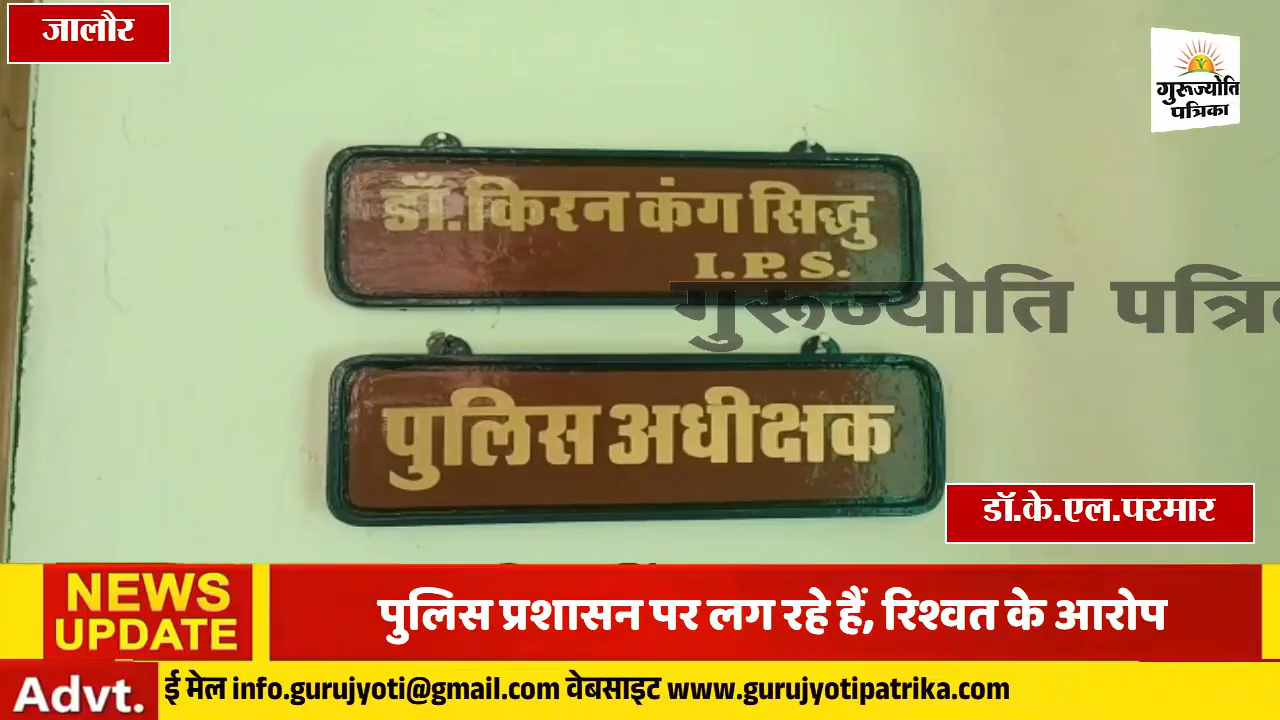 जालौर
गुरूज्योति
पत्रिका
डॉ.किरन कंग सिद्धु
I.P.S.
गुरूज्योति पत्रि
पुलिस अधीक्षक
डॉ.के.एल.परमार
NEWS
UPDATE
पुलिस प्रशासन पर लग रहे हैं, रिश्वत के आरोप
Advt.
ई मेल info.gurujyoti@gmail.com वेबसाइट www.gurujyotipatrika.com